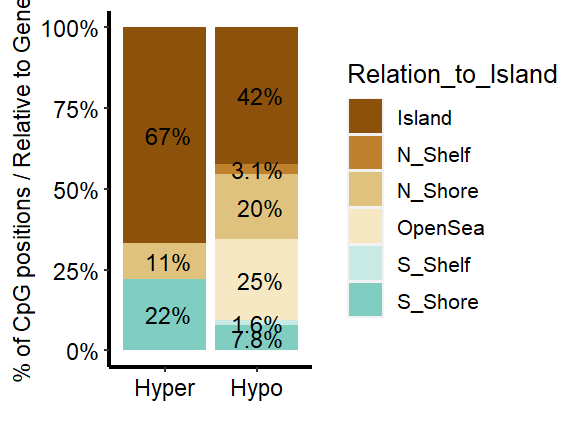 % of CpG positions / Relative to Gene
100%
75%
50%
25%
0%
67%
11%
22%
42%
3.1%
20%
25%
1.6%
7.8%
Hyper Hypo
Relation_to_Island
Island
N_Shelf
N_Shore
OpenSea
S_Shelf
S_Shore